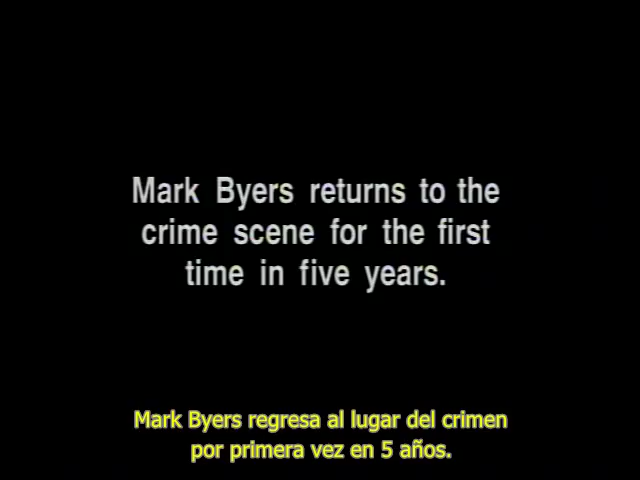 Mark Byers returns to the
crime scene for the first
time in five years.
Mark Byers regresa al lugar del crimen
por primera vez en 5 años.